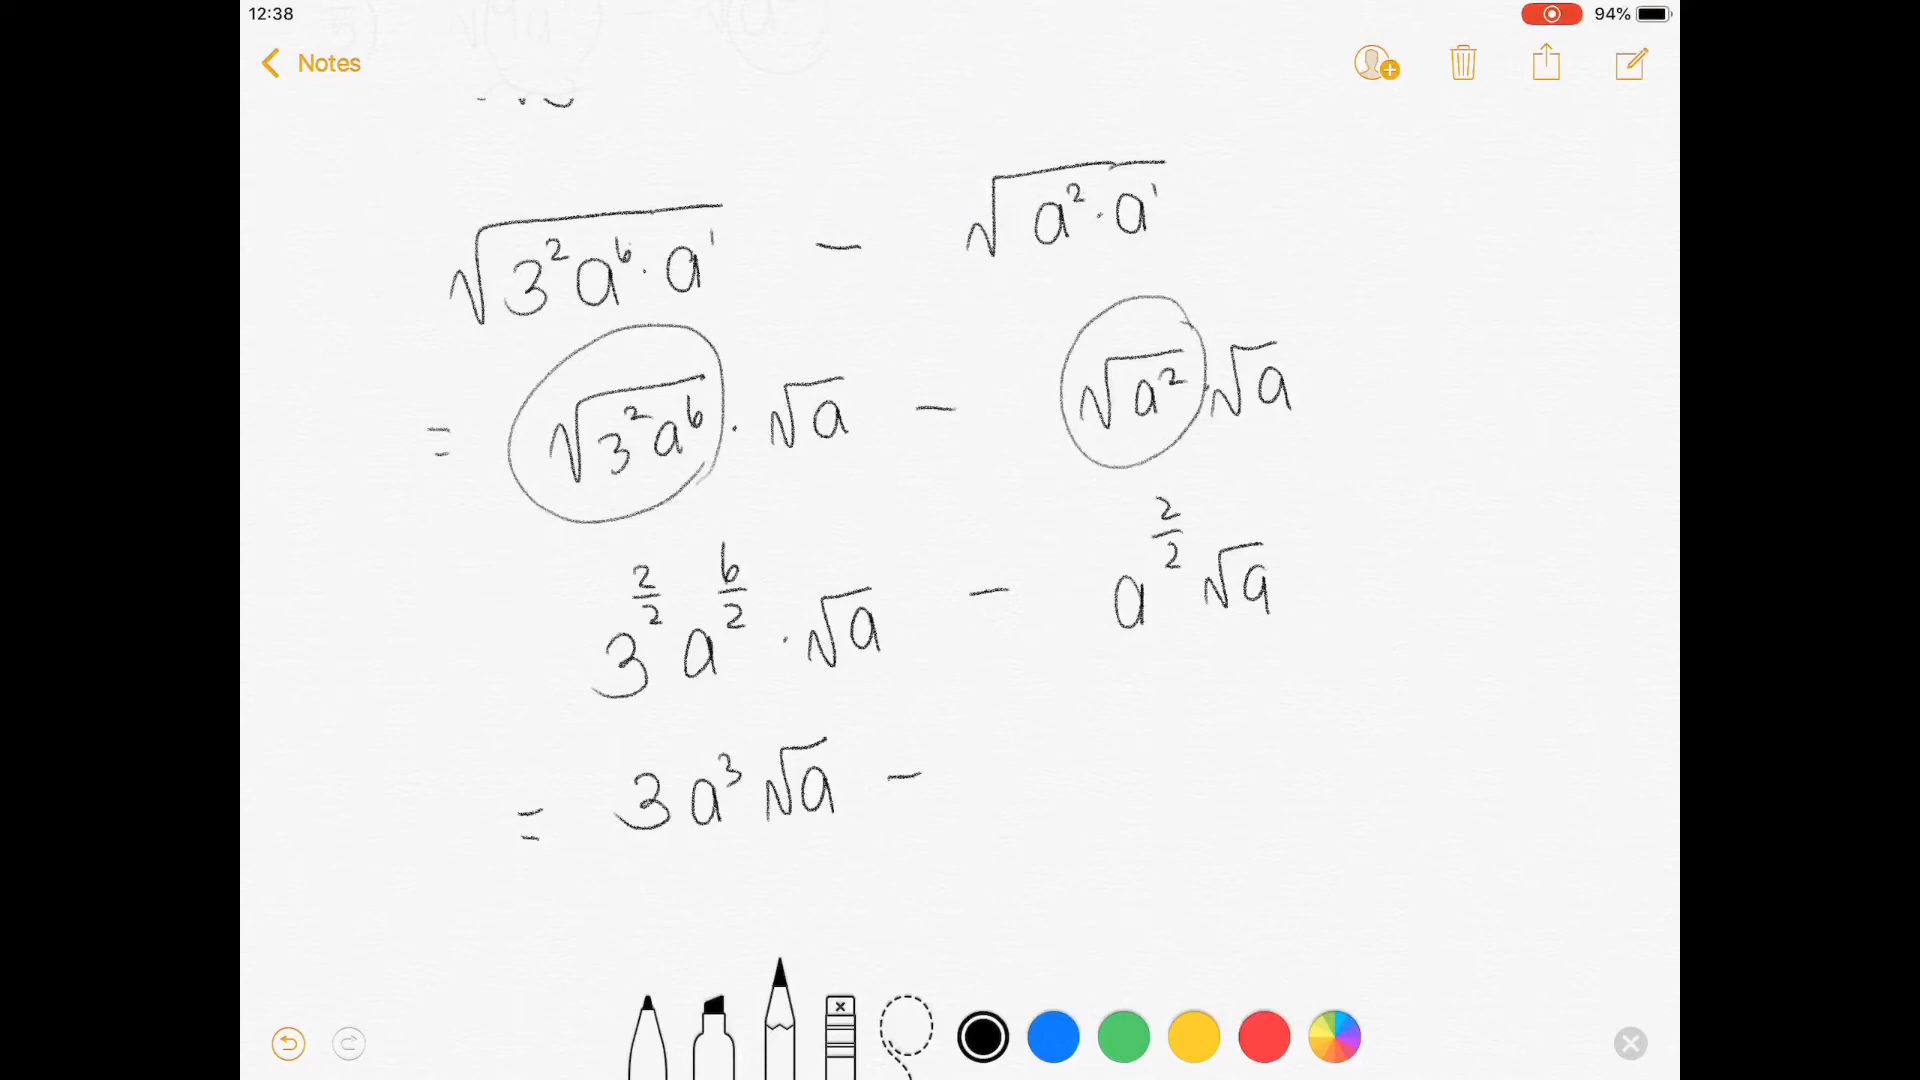 12:38
94%
Notes
√(3²a⁶·a¹) − √(a²·a¹)
= √(3²a⁶) · √a − √(a²)·√a
3^(2/2) a^(6/2) · √a − a^(2/2) √a
= 3a³√a −